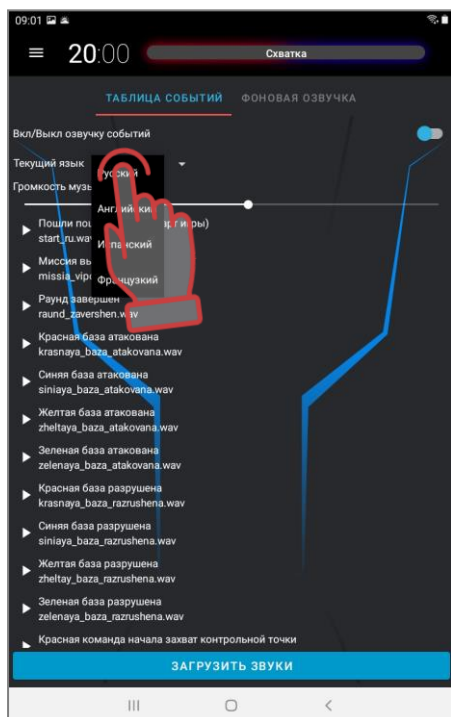 09:01
20:00
Схватка
ТАБЛИЦА СОБЫТИЙ ФОНОВАЯ ОЗВУЧКА
Вкл/Выкл озвучку событий
Текущий язык
Русский
Громкость
Английский
Испанский
Французкий
Пошли
start_ru.wav
Миссия
Раунд завершен
raund_zavershen.wav
Красная база атакована
krasnaya_baza_atakovana.wav
Синяя база атакована
siniaya_baza_atakovana.wav
Желтая база атакована
zheltaya_baza_atakovana.wav
Зеленая база атакована
zelenaya_baza_atakovana.wav
Красная база разрушена
krasnaya_baza_razrushena.wav
Синяя база разрушена
siniaya_baza_razrushena.wav
Желтая база разрушена
zheltay_baza_razrushena.wav
Зеленая база разрушена
zelenaya_baza_razrushena.wav
Красная команда начала захват контрольной точки
ЗАГРУЗИТЬ ЗВУКИ